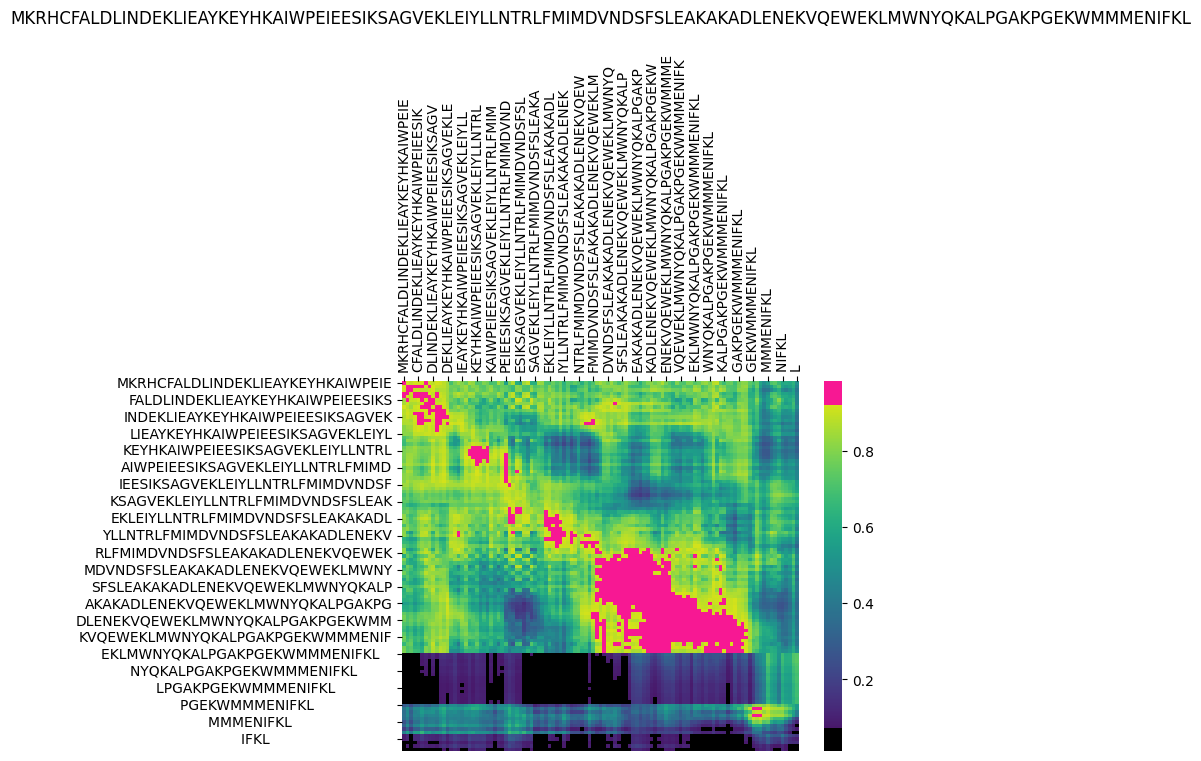 MKRHCFALDLINDEKLIEAYKEYHKAIWPEIEESIKSAGVEKLEIYLLNTRLFMIMDVNDSFSLEAKAKADLENEKVQEWEKLMWNYQKALPGAKPGEKWMMMENIFKL
MKRHCFALDLINDEKLIEAYKEYHKAIWPEIE
CFALDLINDEKLIEAYKEYHKAIWPEIEESIK
DLINDEKLIEAYKEYHKAIWPEIEESIKSAGV
DEKLIEAYKEYHKAIWPEIEESIKSAGVEKLE
IEAYKEYHKAIWPEIEESIKSAGVEKLEIYLL
KEYHKAIWPEIEESIKSAGVEKLEIYLLNTRL
KAIWPEIEESIKSAGVEKLEIYLLNTRLFMIM
PEIEESIKSAGVEKLEIYLLNTRLFMIMDVND
ESIKSAGVEKLEIYLLNTRLFMIMDVNDSFSL
SAGVEKLEIYLLNTRLFMIMDVNDSFSLEAKA
EKLEIYLLNTRLFMIMDVNDSFSLEAKAKADL
IYLLNTRLFMIMDVNDSFSLEAKAKADLENEK
NTRLFMIMDVNDSFSLEAKAKADLENEKVQEW
FMIMDVNDSFSLEAKAKADLENEKVQEWEKLM
DVNDSFSLEAKAKADLENEKVQEWEKLMWNYQ
SFSLEAKAKADLENEKVQEWEKLMWNYQKALP
EAKAKADLENEKVQEWEKLMWNYQKALPGAKP
KADLENEKVQEWEKLMWNYQKALPGAKPGEKW
ENEKVQEWEKLMWNYQKALPGAKPGEKWMMME
VQEWEKLMWNYQKALPGAKPGEKWMMMENIFK
EKLMWNYQKALPGAKPGEKWMMMENIFKL
WNYQKALPGAKPGEKWMMMENIFKL
KALPGAKPGEKWMMMENIFKL
GAKPGEKWMMMENIFKL
GEKWMMMENIFKL
MMMENIFKL
NIFKL
L
MKRHCFALDLINDEKLIEAYKEYHKAIWPEIE
FALDLINDEKLIEAYKEYHKAIWPEIEESIKS
INDEKLIEAYKEYHKAIWPEIEESIKSAGVEK
LIEAYKEYHKAIWPEIEESIKSAGVEKLEIYL
KEYHKAIWPEIEESIKSAGVEKLEIYLLNTRL
AIWPEIEESIKSAGVEKLEIYLLNTRLFMIMD
IEESIKSAGVEKLEIYLLNTRLFMIMDVNDSF
KSAGVEKLEIYLLNTRLFMIMDVNDSFSLEAK
EKLEIYLLNTRLFMIMDVNDSFSLEAKAKADL
YLLNTRLFMIMDVNDSFSLEAKAKADLENEKV
RLFMIMDVNDSFSLEAKAKADLENEKVQEWEK
MDVNDSFSLEAKAKADLENEKVQEWEKLMWNY
SFSLEAKAKADLENEKVQEWEKLMWNYQKALP
AKAKADLENEKVQEWEKLMWNYQKALPGAKPG
DLENEKVQEWEKLMWNYQKALPGAKPGEKWMM
KVQEWEKLMWNYQKALPGAKPGEKWMMMENIF
EKLMWNYQKALPGAKPGEKWMMMENIFKL
NYQKALPGAKPGEKWMMMENIFKL
LPGAKPGEKWMMMENIFKL
PGEKWMMMENIFKL
MMMENIFKL
IFKL
0.8
0.6
0.4
0.2